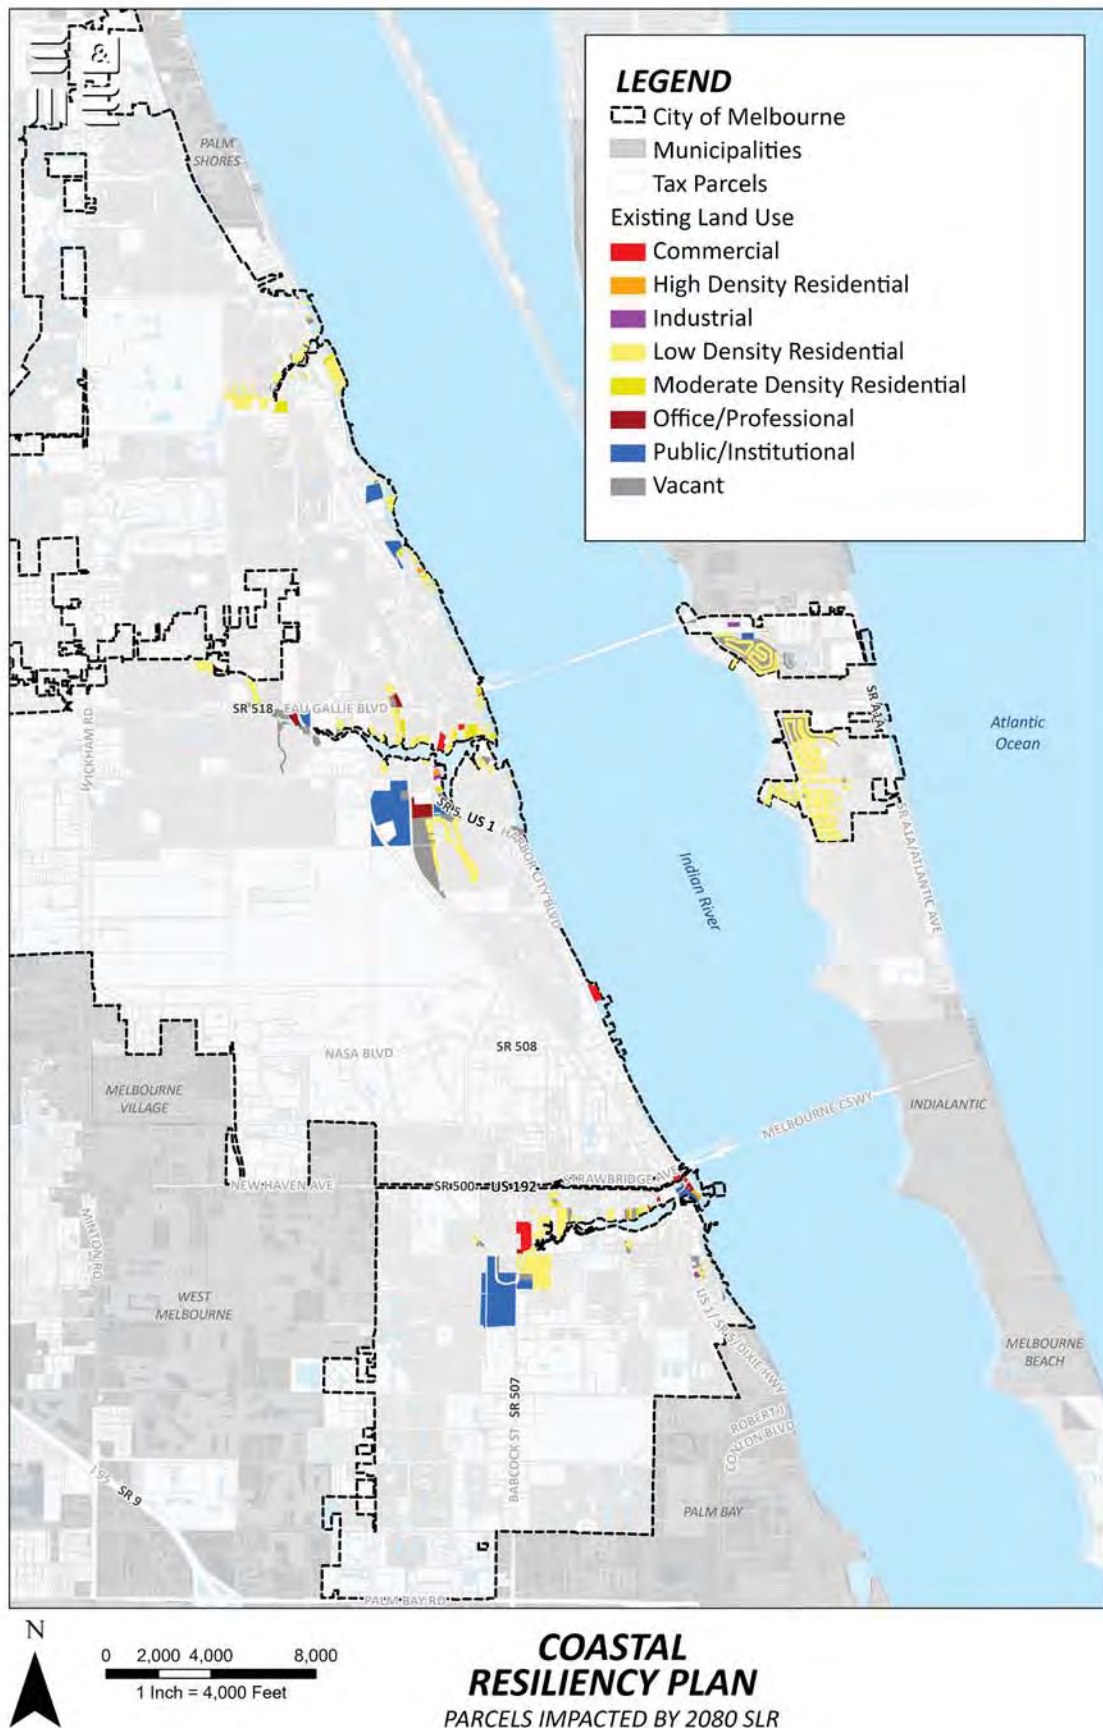 &
PALM
SHORES
LEGEND
City of Melbourne
Municipalities
Tax Parcels
Existing Land Use
Commercial
High Density Residential
Industrial
Low Density Residential
Moderate Density Residential
Office/Professional
Public/Institutional
Vacant
WICKHAM RD
SR 518
EAU GALLIE BLVD
SR 5
US 1
HARBOR CITY BLVD
SR A1A
Atlantic
Ocean
SR A1A/ATLANTIC AVE
Indian River
NASA BLVD
SR 508
MELBOURNE
VILLAGE
INDIALANTIC
MELBOURNE CSWY
STRAWBRIDGE AVE
NEW HAVEN AVE
SR 500
US 192
MINTON RD
WEST
MELBOURNE
US 1/ SR 5/DIXIE HWY
MELBOURNE
BEACH
SR 507
BABCOCK ST
ROBERT J
CONLON BLVD
I 95
SR 9
PALM BAY
PALM BAY RD
N
0 2,000 4,000 8,000
1 Inch = 4,000 Feet
COASTAL
RESILIENCY PLAN
PARCELS IMPACTED BY 2080 SLR